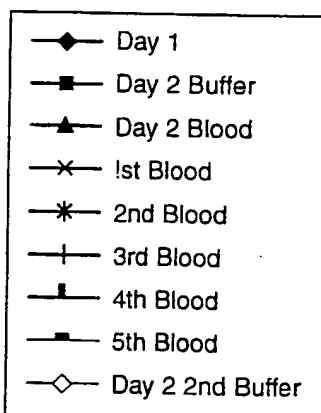 Day 1
Day 2 Buffer
Day 2 Blood
!st Blood
2nd Blood
3rd Blood
4th Blood
5th Blood
Day 2 2nd Buffer